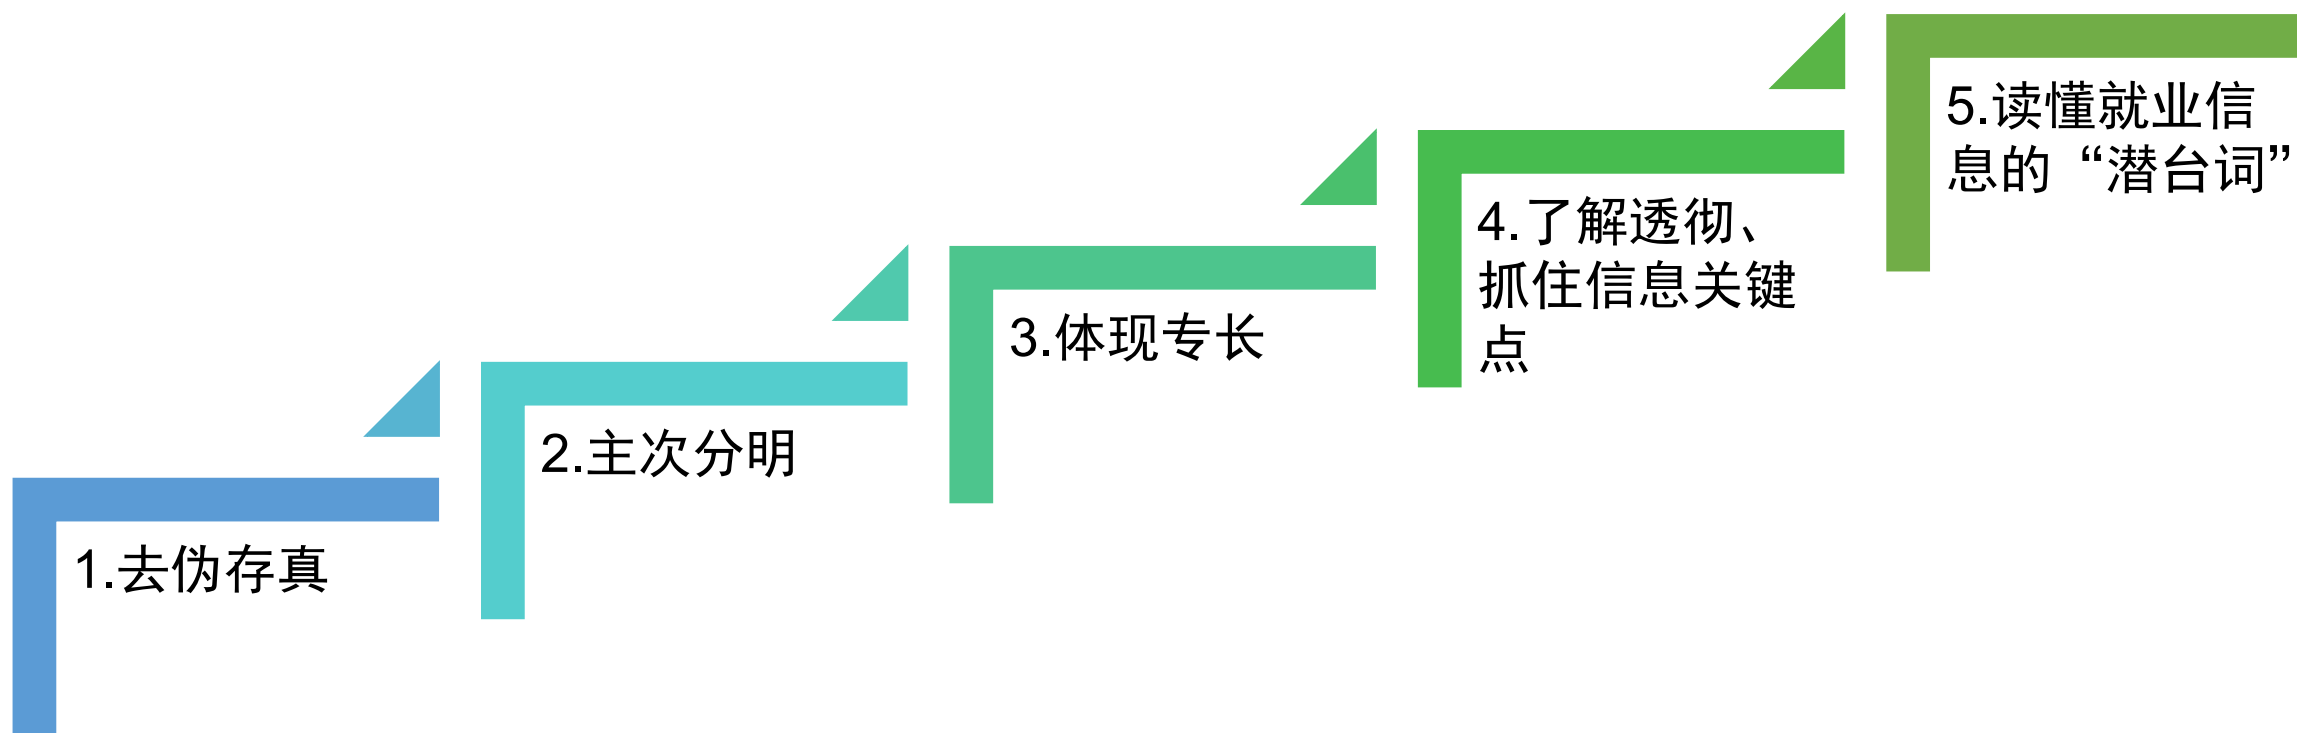 1.去伪存真
2.主次分明
3.体现专长
4.了解透彻、
抓住信息关键
点
5.读懂就业信
息的“潜台词”